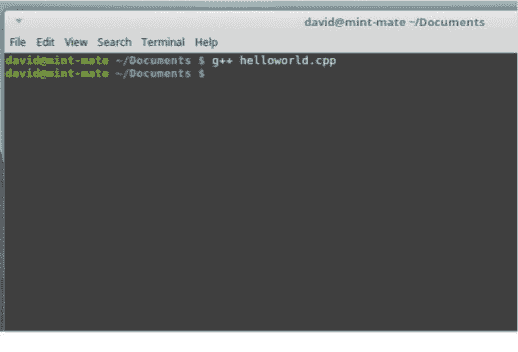 david@mint-mate ~/Documents
File Edit View Search Terminal Help
david@mint-mate ~/Documents $ g++ helloworld.cpp
david@mint-mate ~/Documents $